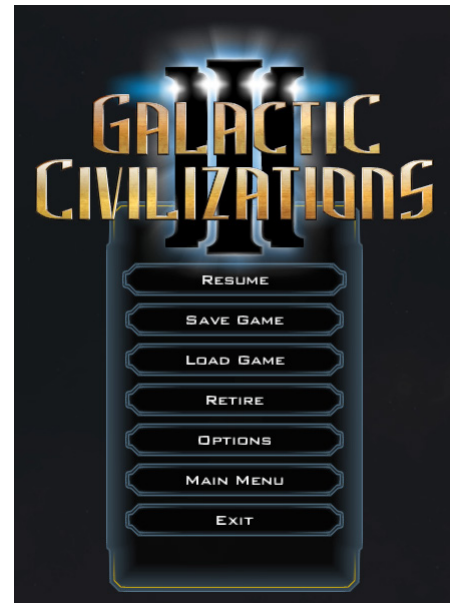 III
GALACTIC
CIVILIZATIONS
RESUME
SAVE GAME
LOAD GAME
RETIRE
OPTIONS
MAIN MENU
EXIT